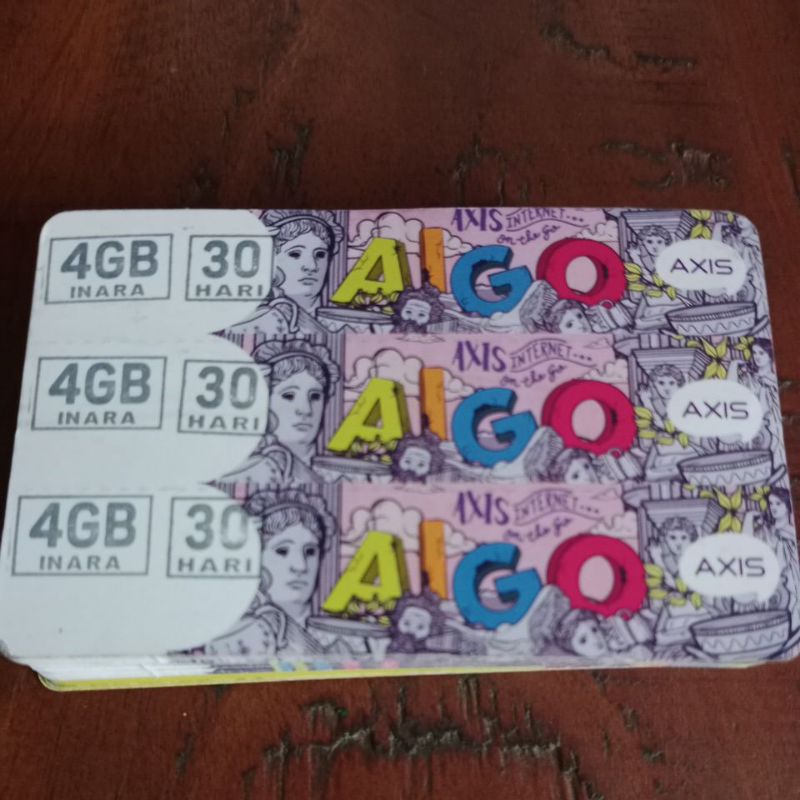 4GB
INARA
30
HARI
AXIS INTERNET...
on the Go
AIGO
AXIS
4GB
INARA
30
HARI
AXIS INTERNET...
on the Go
AIGO
AXIS
4GB
INARA
30
HARI
AXIS INTERNET...
on the Go
AIGO
AXIS